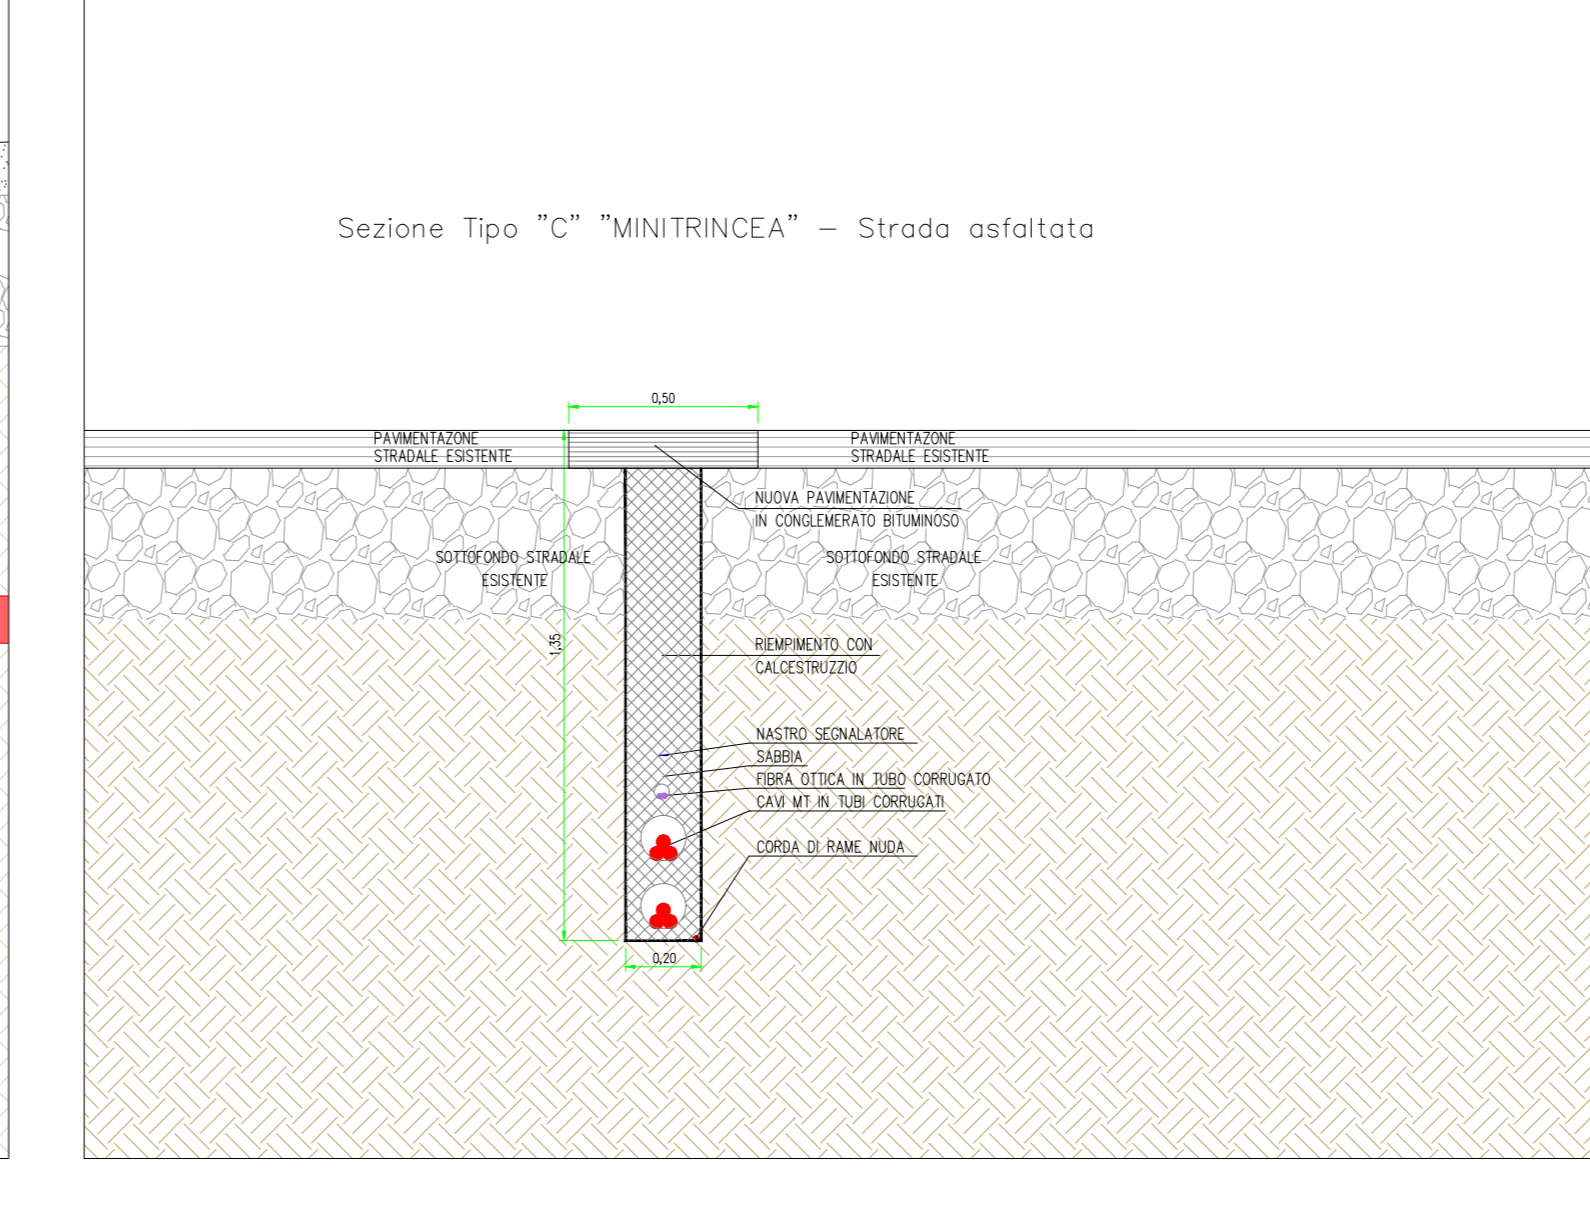 Sezione Tipo "C" "MINITRINCEA" – Strada asfaltata
0,50
PAVIMENTAZONE
STRADALE ESISTENTE
PAVIMENTAZONE
STRADALE ESISTENTE
NUOVA PAVIMENTAZIONE
IN CONGLEMERATO BITUMINOSO
SOTTOFONDO STRADALE
ESISTENTE
SOTTOFONDO STRADALE
ESISTENTE
1,35
RIEMPIMENTO CON
CALCESTRUZZIO
NASTRO SEGNALATORE
SABBIA
FIBRA OTTICA IN TUBO CORRUGATO
CAVI MT IN TUBI CORRUGATI
CORDA DI RAME NUDA
0,20